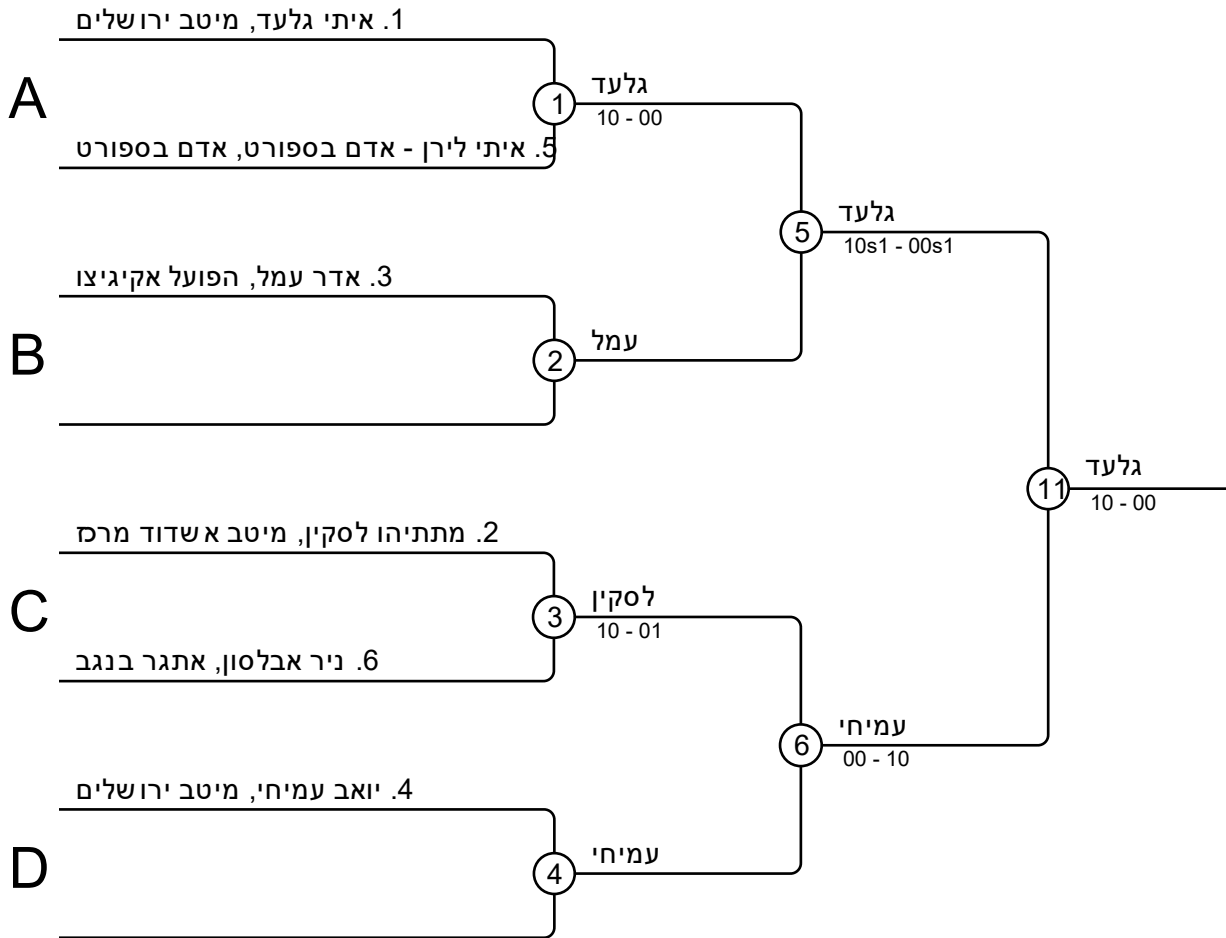 1. איתי גלעד, מיטב ירושלים
A
1
גלעד
10 - 00
5. איתי לירן - אדם בספורט, אדם בספורט
5
גלעד
10s1 - 00s1
3. אדר עמל, הפועל אקיגיצו
B
2
עמל
11
גלעד
10 - 00
2. מתתיהו לסקין, מיטב אשדוד מרכז
C
3
לסקין
10 - 01
6. ניר אבלסון, אתגר בנגב
6
עמיחי
00 - 10
4. יואב עמיחי, מיטב ירושלים
D
4
עמיחי